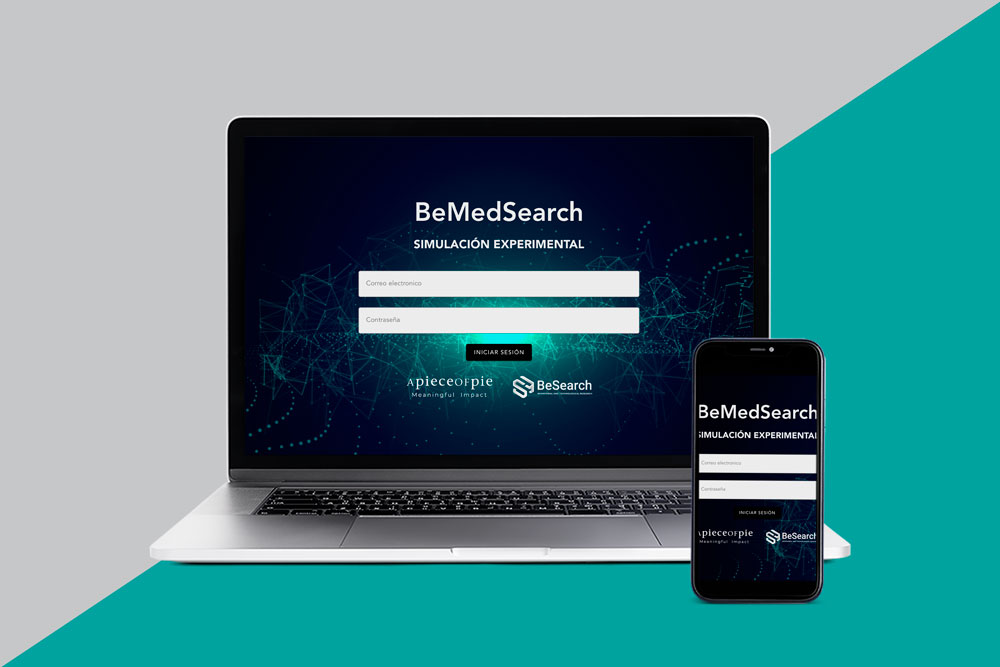 BeMedSearch
SIMULACIÓN EXPERIMENTAL
Correo electronico
Contraseña
INICIAR SESIÓN
APIECEOFPIE
Meaningful Impact
BeSearch
BeMedSearch
SIMULACIÓN EXPERIMENTAL
Correo electronico
Contraseña
INICIAR SESIÓN
APIECEOFPIE
Meaningful Impact
BeSearch